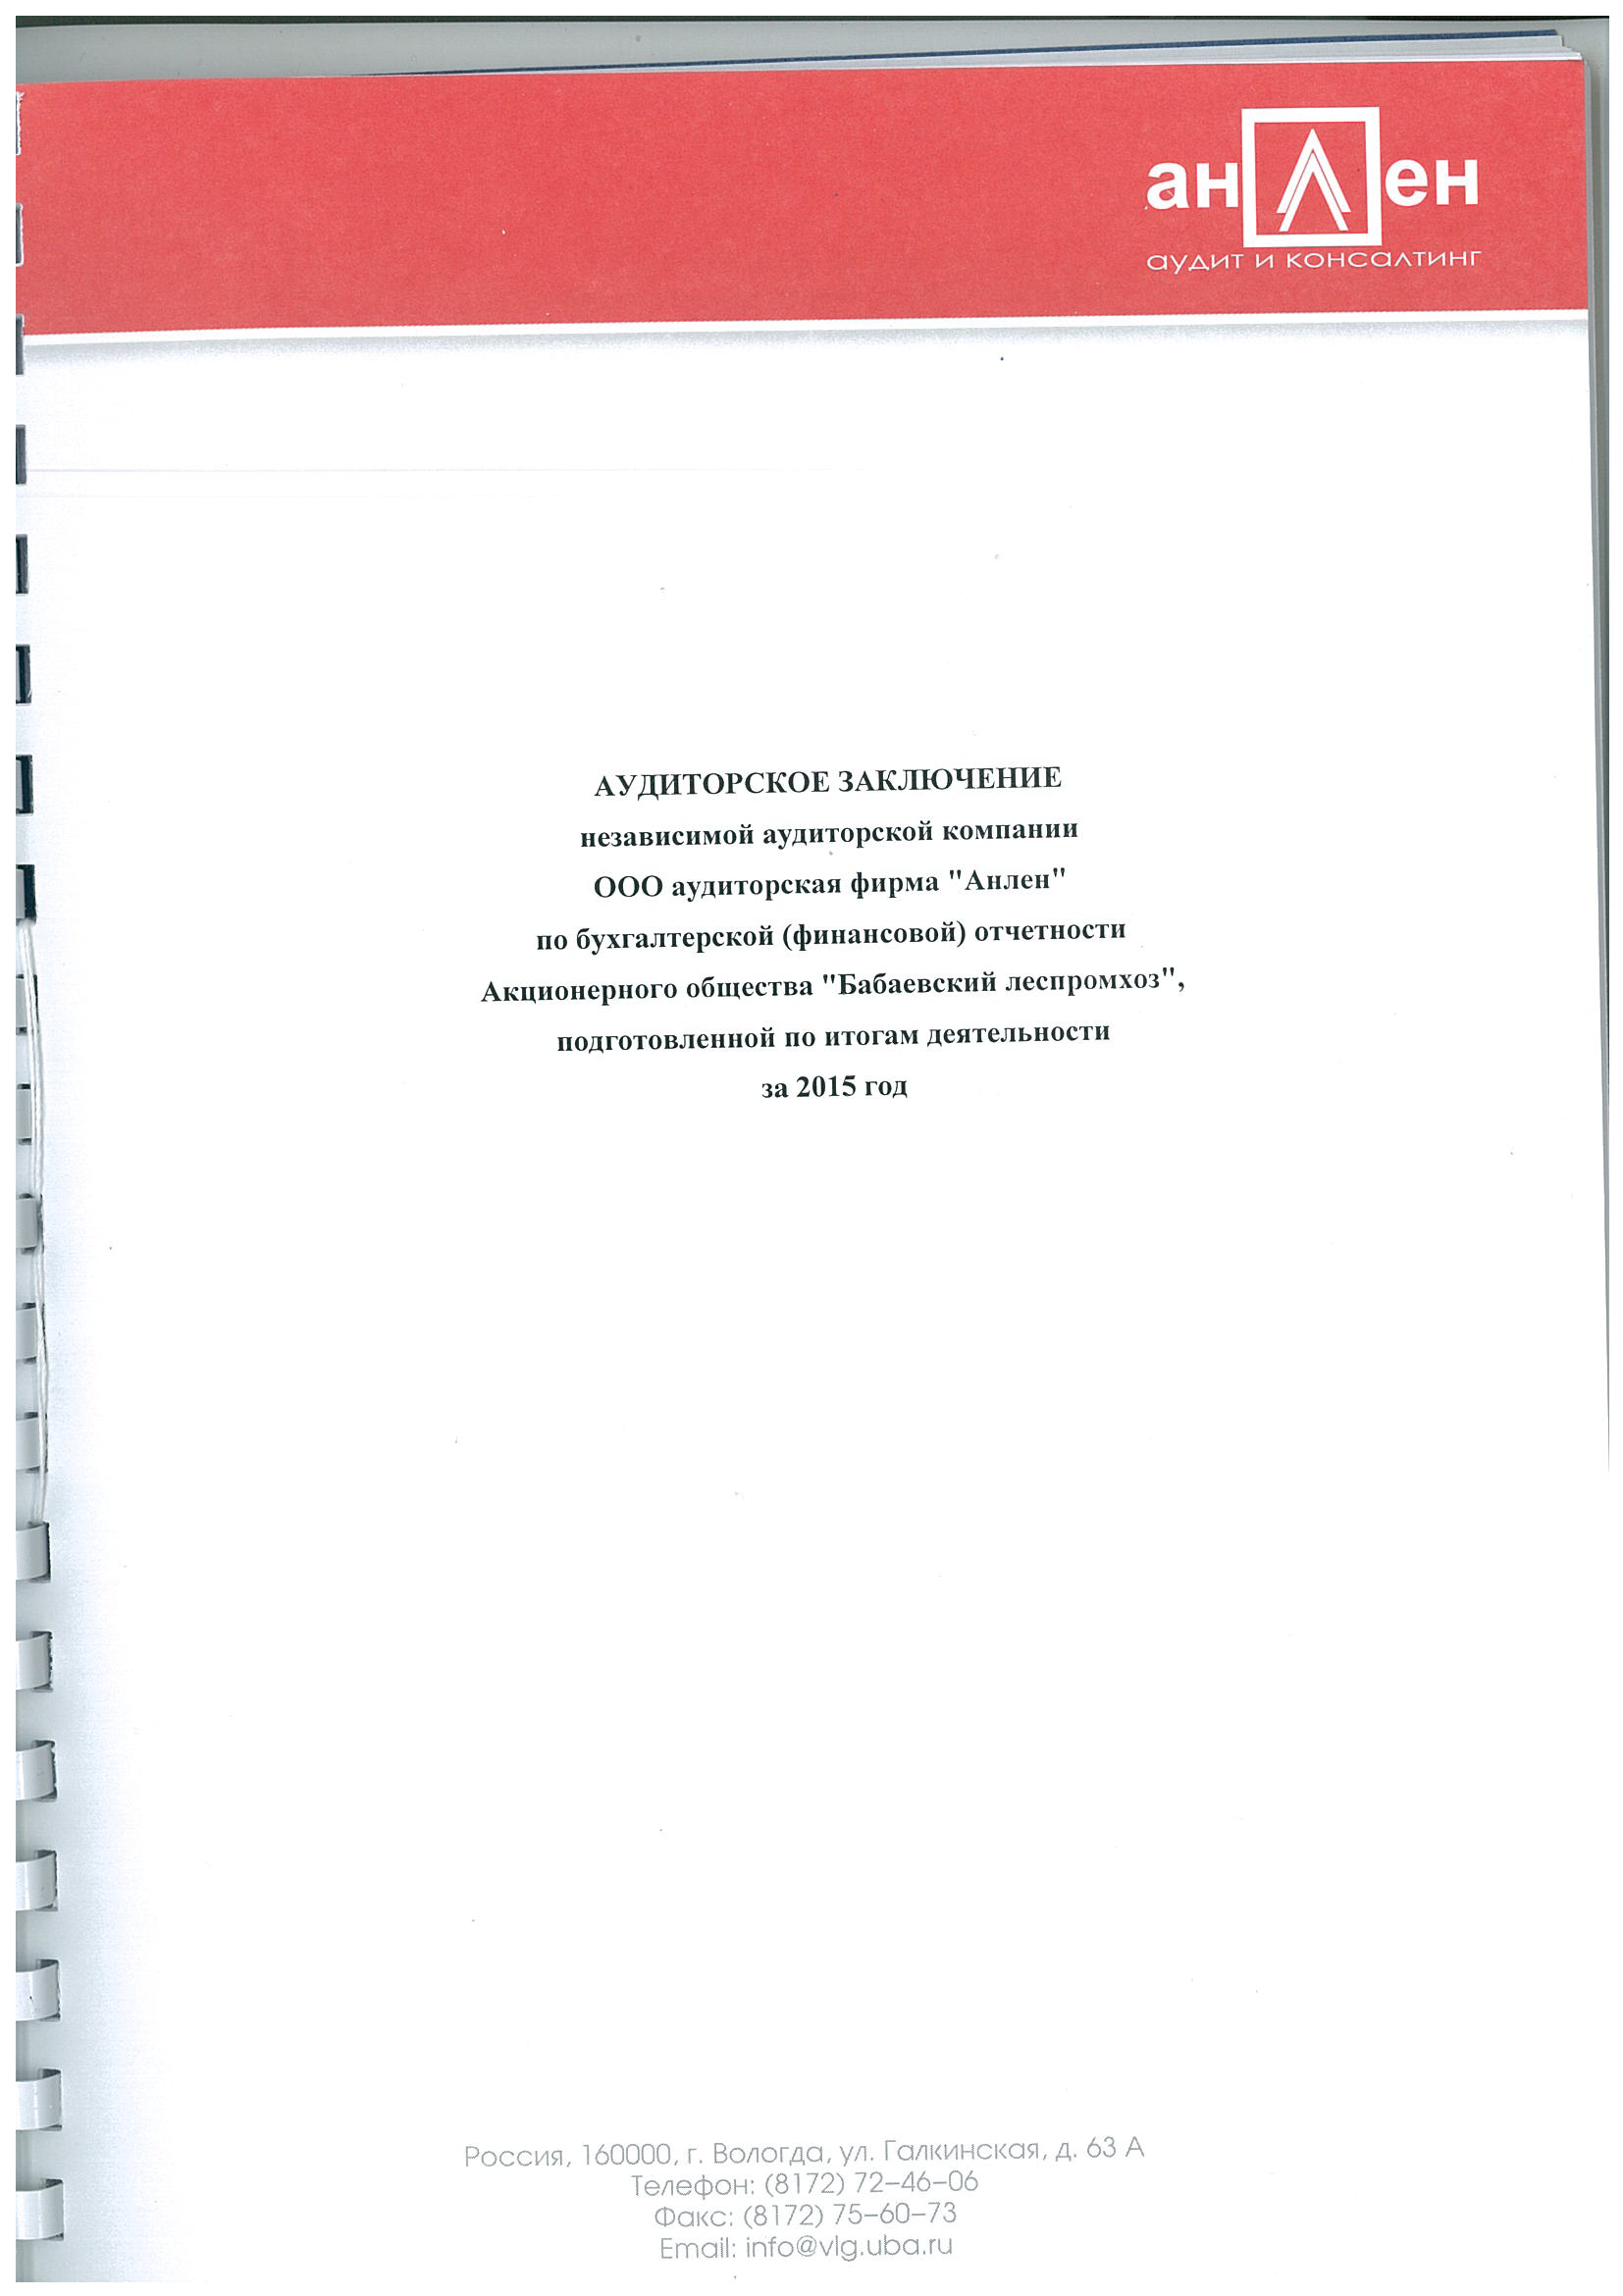 анлен
аудит и консалтинг
АУДИТОРСКОЕ ЗАКЛЮЧЕНИЕ
независимой аудиторской компании
ООО аудиторская фирма "Анлен"
по бухгалтерской (финансовой) отчетности
Акционерного общества "Бабаевский леспромхоз",
подготовленной по итогам деятельности
за 2015 год
Россия, 160000, г. Вологда, ул. Галкинская, д. 63 А
Телефон: (8172) 72-46-06
Факс: (8172) 75-60-73
Email: info@vlg.uba.ru